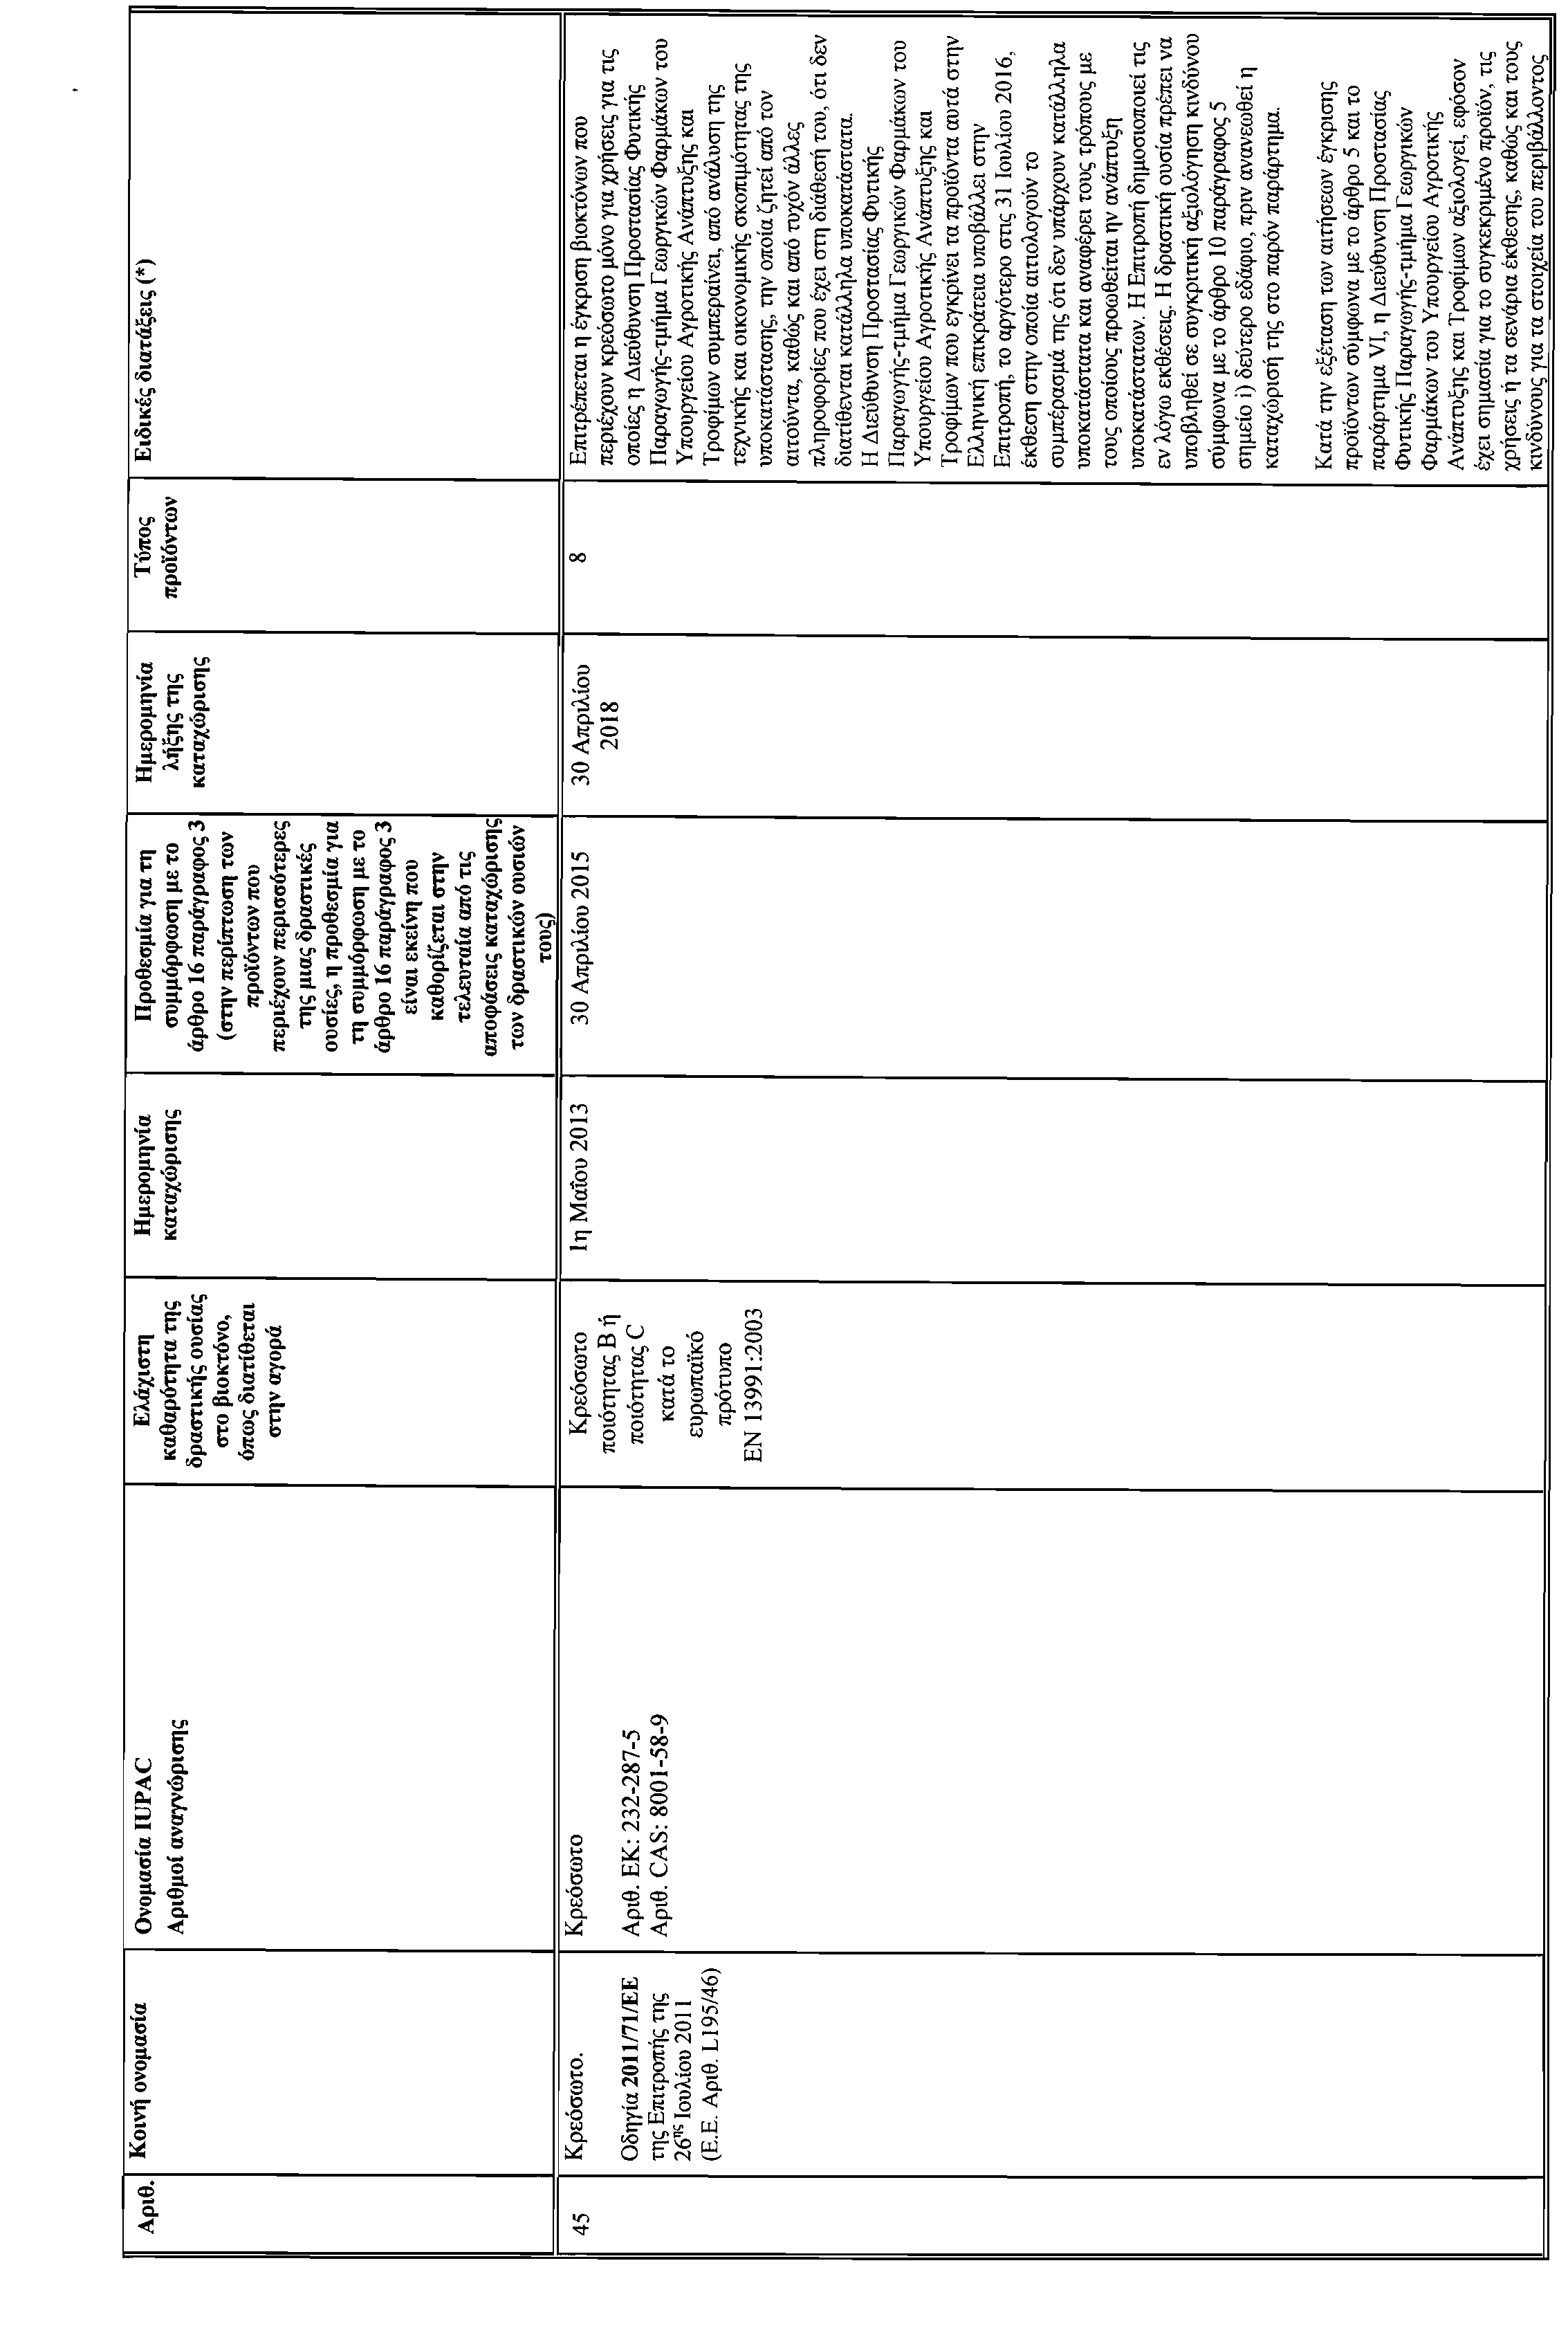 Αριθ.
Κοινή ονομασία
Ονομασία IUPAC
Αριθμοί αναγνώρισης
Ελάχιστη
καθαρότητα της
δραστικής ουσίας
στο βιοκτόνο,
όπως διατίθεται
στην αγορά
Ημερομηνία
καταχώρισης
Προθεσμία για τη
συμμόρφωση με το
άρθρο 16 παράγραφος 3
(στην περίπτωση των
προϊόντων που
περιέχουν περισσότερες
της μιας δραστικές
ουσίες, η προθεσμία για
τη συμμόρφωση με το
άρθρο 16 παράγραφος 3
είναι εκείνη που
καθορίζεται στην
τελευταία από τις
αποφάσεις καταχώρισης
των δραστικών ουσιών
τους)
Ημερομηνία
λήξης της
καταχώρισης
Τύπος
προϊόντων
Ειδικές διατάξεις (*)
45
Κρεόσωτο.
Οδηγία 2011/71/ΕΕ
της Επιτροπής της
26ης Ιουλίου 2011
(Ε.Ε. Αριθ. L195/46)
Κρεόσωτο
Αριθ. ΕΚ: 232-287-5
Αριθ. CAS: 8001-58-9
Κρεόσωτο
ποιότητας Β ή
ποιότητας C
κατά το
ευρωπαϊκό
πρότυπο
EN 13991:2003
1η Μαΐου 2013
30 Απριλίου 2015
30 Απριλίου
2018
8
Επιτρέπεται η έγκριση βιοκτόνων που
περιέχουν κρεόσωτο μόνο για χρήσεις για τις
οποίες η Διεύθυνση Προστασίας Φυτικής
Παραγωγής-τμήμα Γεωργικών Φαρμάκων του
Υπουργείου Αγροτικής Ανάπτυξης και
Τροφίμων συμπεραίνει, από ανάλυση της
τεχνικής και οικονομικής σκοπιμότητας της
υποκατάστασης, την οποία ζητεί από τον
αιτούντα, καθώς και από τυχόν άλλες
πληροφορίες που έχει στη διάθεσή του, ότι δεν
διατίθενται κατάλληλα υποκατάστατα.
Η Διεύθυνση Προστασίας Φυτικής
Παραγωγής-τμήμα Γεωργικών Φαρμάκων του
Υπουργείου Αγροτικής Ανάπτυξης και
Τροφίμων που εγκρίνει τα προϊόντα αυτά στην
Ελληνική επικράτεια υποβάλλει στην
Επιτροπή, το αργότερο στις 31 Ιουλίου 2016,
έκθεση στην οποία αιτιολογούν το
συμπέρασμά της ότι δεν υπάρχουν κατάλληλα
υποκατάστατα και αναφέρει τους τρόπους με
τους οποίους προωθείται ην ανάπτυξη
υποκατάστατων. Η Επιτροπή δημοσιοποιεί τις
εν λόγω εκθέσεις. Η δραστική ουσία πρέπει να
υποβληθεί σε συγκριτική αξιολόγηση κινδύνου
σύμφωνα με το άρθρο 10 παράγραφος 5
σημείο i) δεύτερο εδάφιο, πριν ανανεωθεί η
καταχώρισή της στο παρόν παράρτημα.
Κατά την εξέταση των αιτήσεων έγκρισης
προϊόντων σύμφωνα με το άρθρο 5 και το
παράρτημα VI, η Διεύθυνση Προστασίας
Φυτικής Παραγωγής-τμήμα Γεωργικών
Φαρμάκων του Υπουργείου Αγροτικής
Ανάπτυξης και Τροφίμων αξιολογεί, εφόσον
έχει σημασία για το συγκεκριμένο προϊόν, τις
χρήσεις ή τα σενάρια έκθεσης, καθώς και τους
κινδύνους για τα στοιχεία του περιβάλλοντος